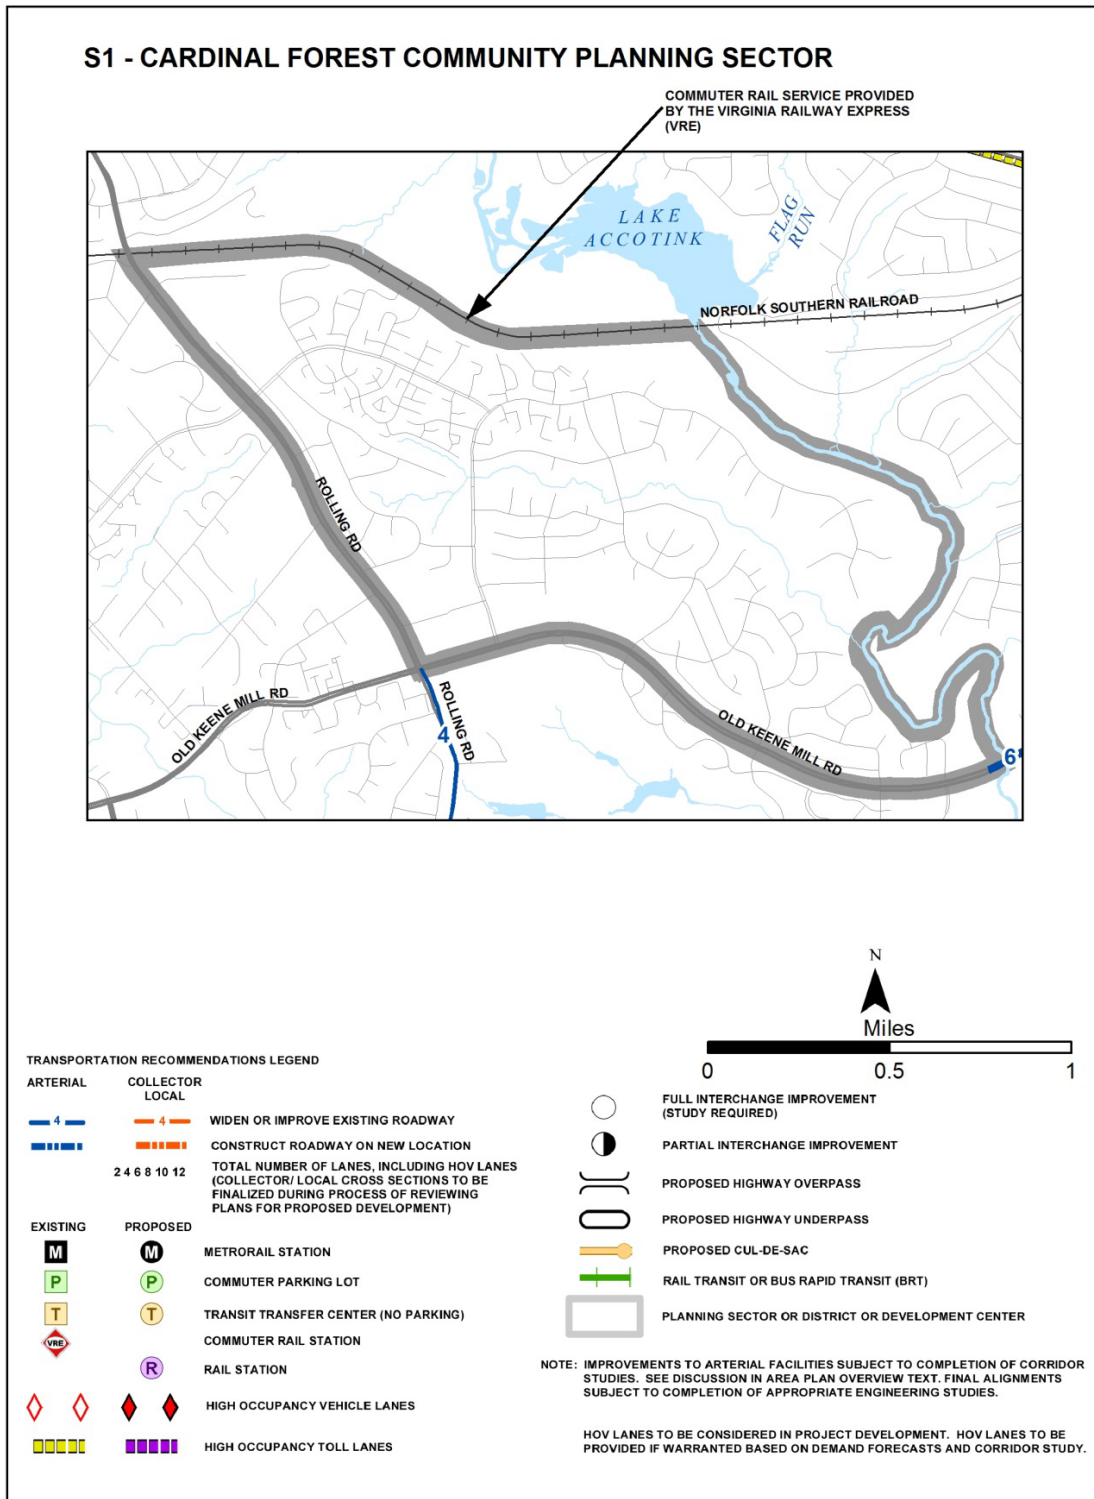 S1 - CARDINAL FOREST COMMUNITY PLANNING SECTOR
COMMUTER RAIL SERVICE PROVIDED
BY THE VIRGINIA RAILWAY EXPRESS
(VRE)
LAKE
ACCOTINK
FLAG
RUN
NORFOLK SOUTHERN RAILROAD
ROLLING RD
OLD KEENE MILL RD
ROLLING RD
4
OLD KEENE MILL RD
6
N
Miles
0 0.5 1
TRANSPORTATION RECOMMENDATIONS LEGEND
ARTERIAL COLLECTOR
LOCAL
4 4 WIDEN OR IMPROVE EXISTING ROADWAY
CONSTRUCT ROADWAY ON NEW LOCATION
2 4 6 8 10 12 TOTAL NUMBER OF LANES, INCLUDING HOV LANES
(COLLECTOR/ LOCAL CROSS SECTIONS TO BE
FINALIZED DURING PROCESS OF REVIEWING
PLANS FOR PROPOSED DEVELOPMENT)
EXISTING PROPOSED
M M METRORAIL STATION
P P COMMUTER PARKING LOT
T T TRANSIT TRANSFER CENTER (NO PARKING)
VRE COMMUTER RAIL STATION
R RAIL STATION
HIGH OCCUPANCY VEHICLE LANES
HIGH OCCUPANCY TOLL LANES
FULL INTERCHANGE IMPROVEMENT
(STUDY REQUIRED)
PARTIAL INTERCHANGE IMPROVEMENT
PROPOSED HIGHWAY OVERPASS
PROPOSED HIGHWAY UNDERPASS
PROPOSED CUL-DE-SAC
RAIL TRANSIT OR BUS RAPID TRANSIT (BRT)
PLANNING SECTOR OR DISTRICT OR DEVELOPMENT CENTER
NOTE: IMPROVEMENTS TO ARTERIAL FACILITIES SUBJECT TO COMPLETION OF CORRIDOR
STUDIES. SEE DISCUSSION IN AREA PLAN OVERVIEW TEXT. FINAL ALIGNMENTS
SUBJECT TO COMPLETION OF APPROPRIATE ENGINEERING STUDIES.
HOV LANES TO BE CONSIDERED IN PROJECT DEVELOPMENT. HOV LANES TO BE
PROVIDED IF WARRANTED BASED ON DEMAND FORECASTS AND CORRIDOR STUDY.